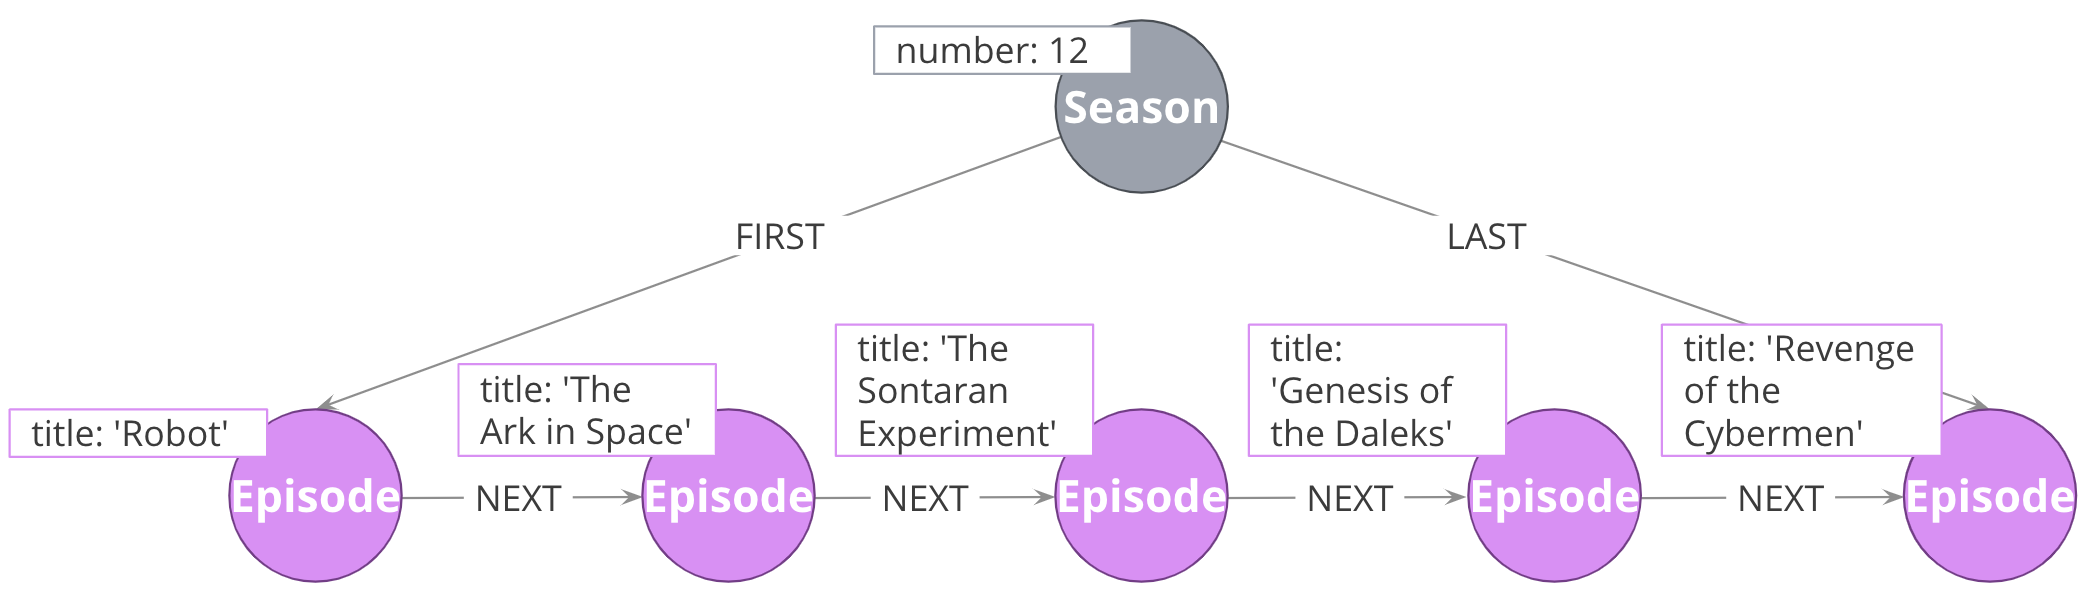 number: 12
Season
FIRST
LAST
title: 'Robot'
title: 'The
Ark in Space'
title: 'The
Sontaran
Experiment'
title:
'Genesis of
the Daleks'
title: 'Revenge
of the
Cybermen'
Episode
NEXT
Episode
NEXT
Episode
NEXT
Episode
NEXT
Episode